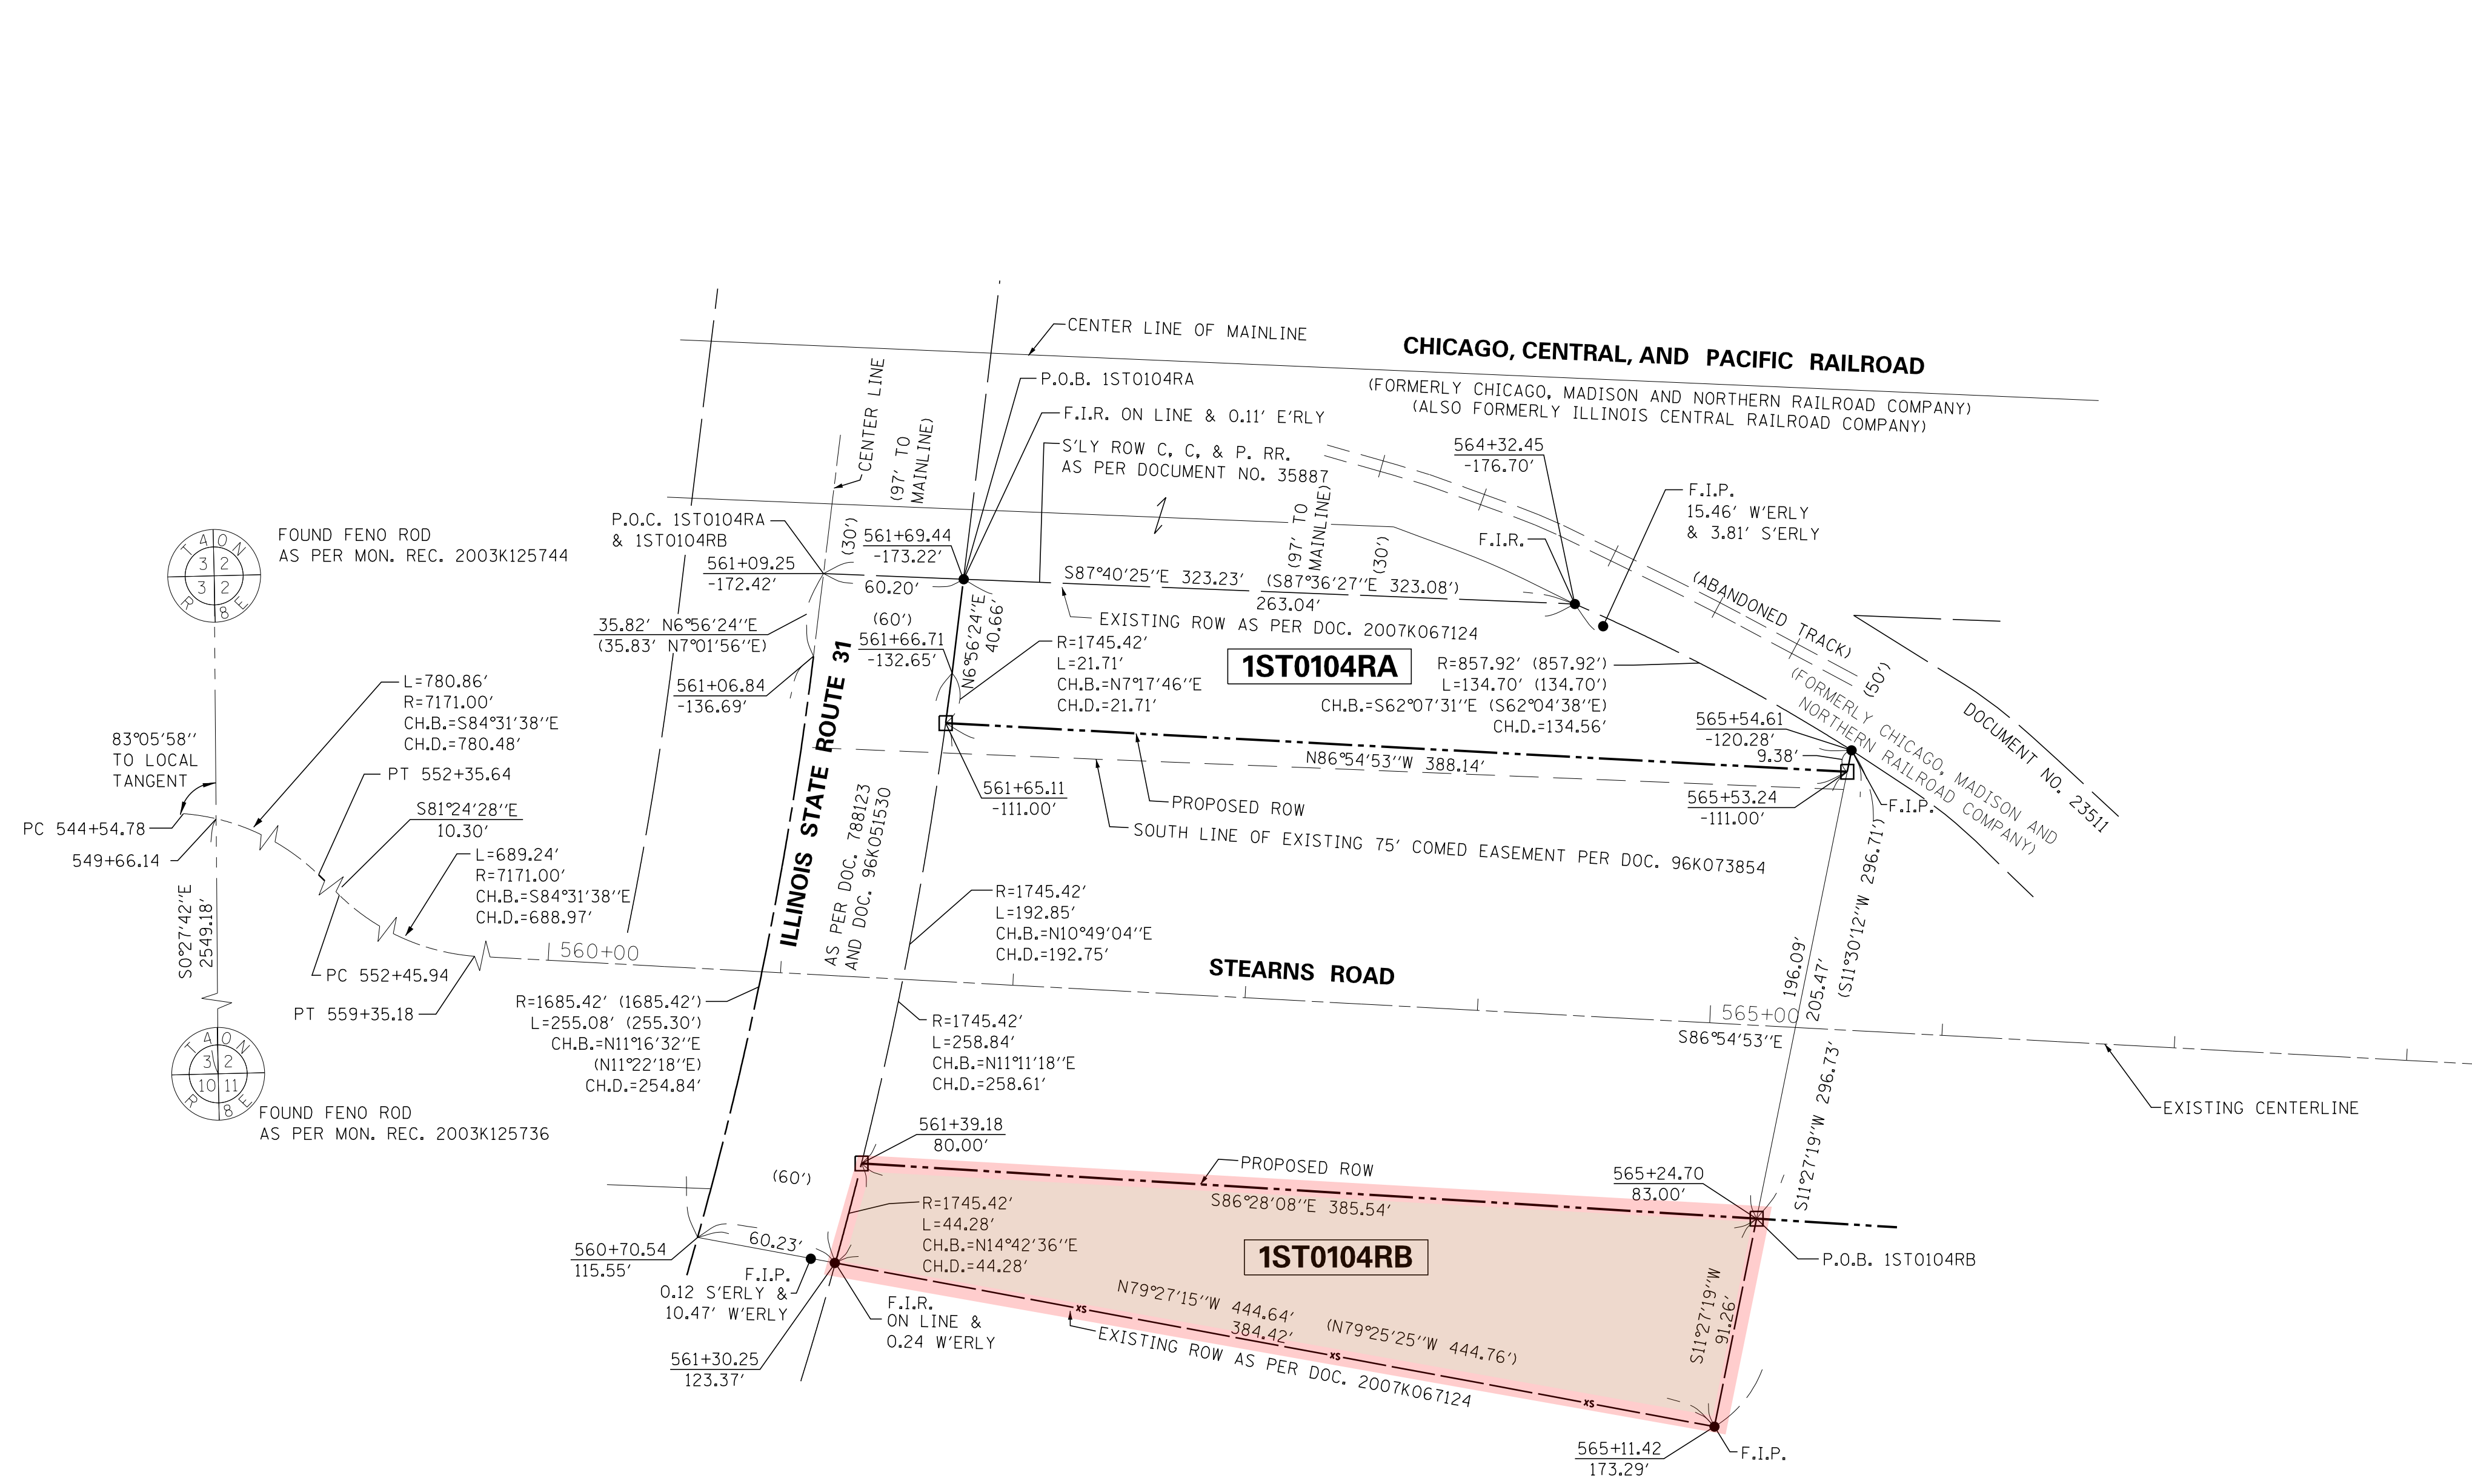 CENTER LINE OF MAINLINE
CHICAGO, CENTRAL, AND PACIFIC RAILROAD
(FORMERLY CHICAGO, MADISON AND NORTHERN RAILROAD COMPANY)
(ALSO FORMERLY ILLINOIS CENTRAL RAILROAD COMPANY)
P.O.B. 1ST0104RA
F.I.R. ON LINE & 0.11' E'RLY
S'LY ROW C, C, & P. RR.
AS PER DOCUMENT NO. 35887
CENTER LINE
(97' TO
MAINLINE)
(30')
564+32.45
-176.70'
F.I.P.
15.46' W'ERLY
& 3.81' S'ERLY
F.I.R.
(97' TO
MAINLINE)
(30')
P.O.C. 1ST0104RA
& 1ST0104RB
561+09.25
-172.42'
561+69.44
-173.22'
60.20'
S87°40'25"E 323.23' (S87°36'27"E 323.08')
263.04'
EXISTING ROW AS PER DOC. 2007K067124
FOUND FENO ROD
AS PER MON. REC. 2003K125744
T 4 0 N
3 2
3 2
R 8 E
35.82' N6°56'24"E
(35.83' N7°01'56"E)
(60')
561+66.71
-132.65'
N6°56'24"E
40.66'
R=1745.42'
L=21.71'
CH.B.=N7°17'46"E
CH.D.=21.71'
1ST0104RA
R=857.92' (857.92')
L=134.70' (134.70')
CH.B.=S62°07'31"E (S62°04'38"E)
CH.D.=134.56'
(ABANDONED TRACK)
(50')
(FORMERLY CHICAGO, MADISON AND
NORTHERN RAILROAD COMPANY)
DOCUMENT NO. 23511
561+06.84
-136.69'
565+54.61
-120.28'
9.38'
N86°54'53"W 388.14'
565+53.24
-111.00'
F.I.P.
561+65.11
-111.00'
PROPOSED ROW
SOUTH LINE OF EXISTING 75' COMED EASEMENT PER DOC. 96K073854
L=780.86'
R=7171.00'
CH.B.=S84°31'38"E
CH.D.=780.48'
83°05'58"
TO LOCAL
TANGENT
PT 552+35.64
S81°24'28"E
10.30'
PC 544+54.78
549+66.14
L=689.24'
R=7171.00'
CH.B.=S84°31'38"E
CH.D.=688.97'
S0°27'42"E
2549.18'
PC 552+45.94
PT 559+35.18
560+00
ILLINOIS STATE ROUTE 31
AS PER DOC. 788123
AND DOC. 96K051530
R=1745.42'
L=192.85'
CH.B.=N10°49'04"E
CH.D.=192.75'
STEARNS ROAD
196.09'
205.47'
(S11°30'12"W 296.71')
565+00
S86°54'53"E
S11°27'19"W 296.73'
EXISTING CENTERLINE
R=1685.42' (1685.42')
L=255.08' (255.30')
CH.B.=N11°16'32"E
(N11°22'18"E)
CH.D.=254.84'
R=1745.42'
L=258.84'
CH.B.=N11°11'18"E
CH.D.=258.61'
T 4 0 N
3 2
10 11
R 8 E
FOUND FENO ROD
AS PER MON. REC. 2003K125736
561+39.18
80.00'
(60')
PROPOSED ROW
S86°28'08"E 385.54'
565+24.70
83.00'
R=1745.42'
L=44.28'
CH.B.=N14°42'36"E
CH.D.=44.28'
1ST0104RB
P.O.B. 1ST0104RB
60.23'
560+70.54
115.55'
F.I.P.
0.12 S'ERLY &
10.47' W'ERLY
F.I.R.
ON LINE &
0.24 W'ERLY
N79°27'15"W 444.64' (N79°25'25"W 444.76')
384.42'
XS
XS
XS
EXISTING ROW AS PER DOC. 2007K067124
S11°27'19"W
91.26'
561+30.25
123.37'
565+11.42
173.29'
F.I.P.